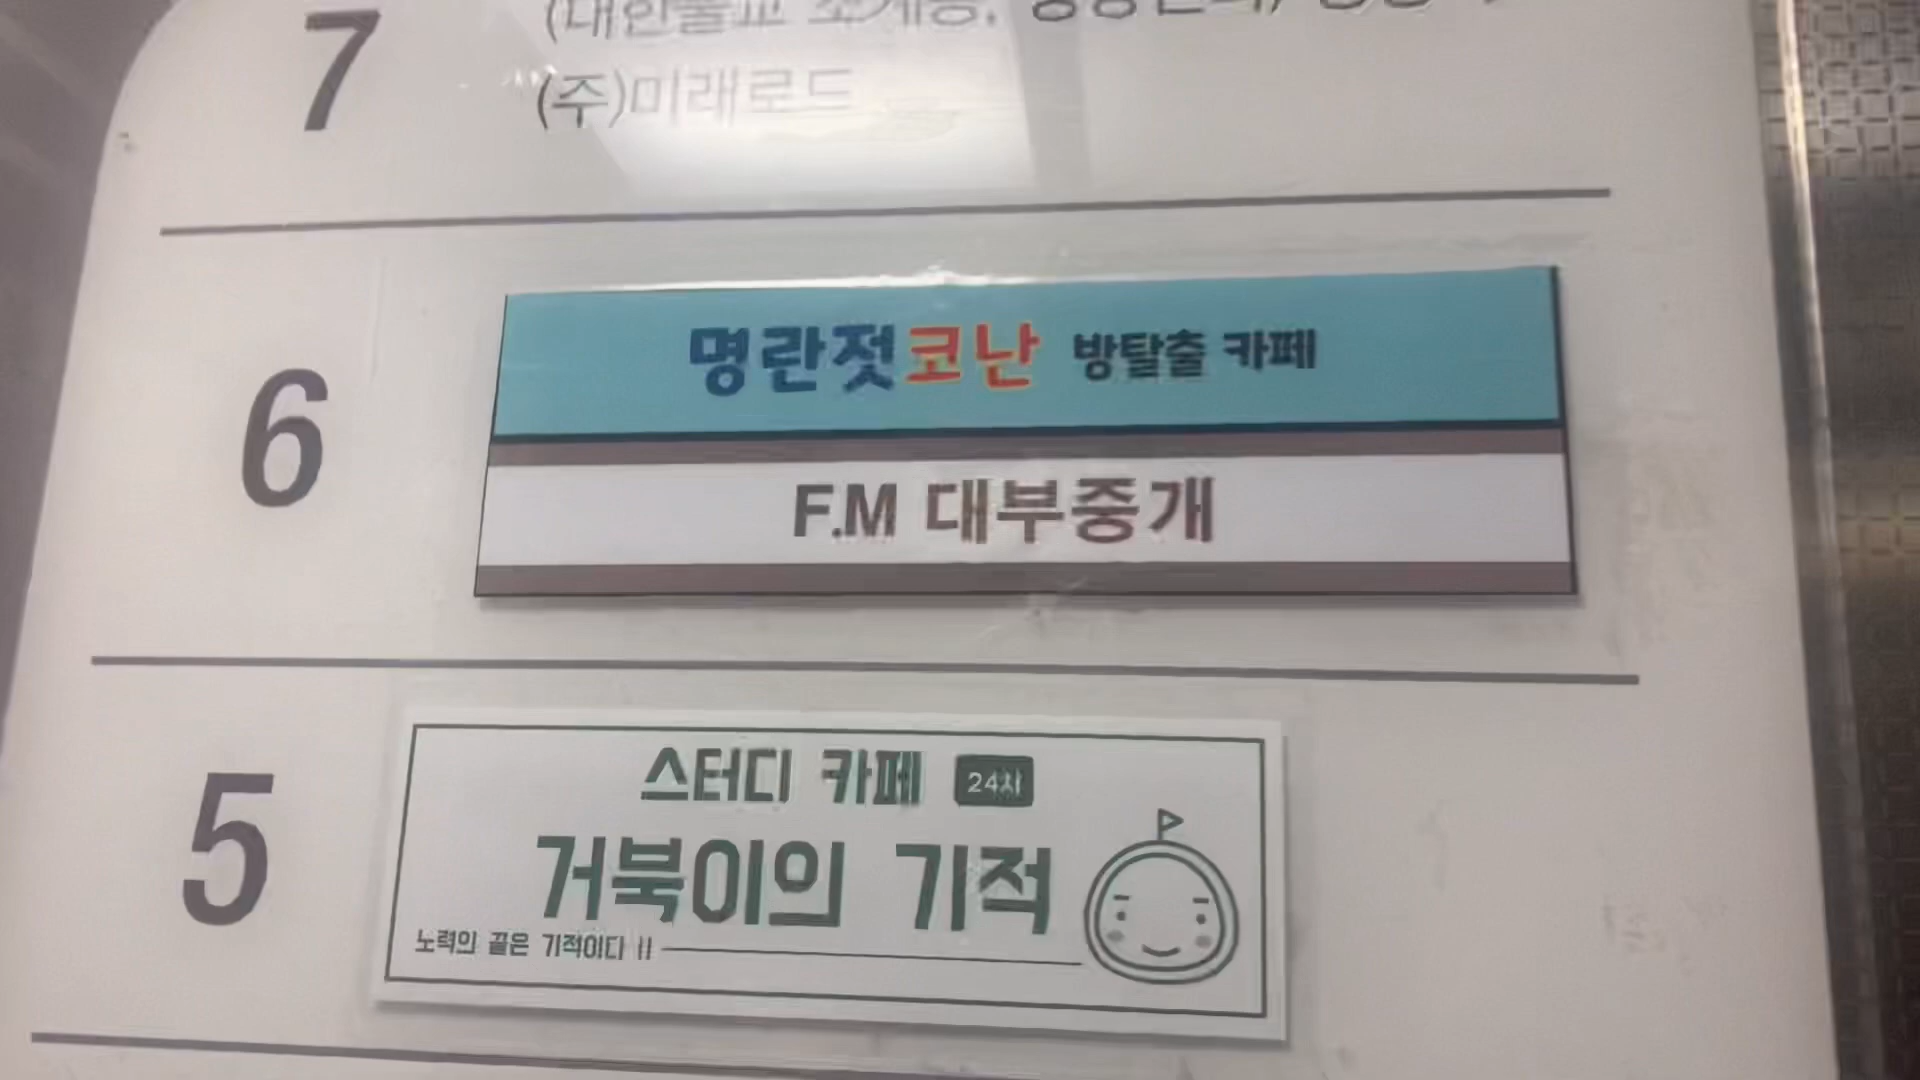 7
(주)미래로드
6
명란젓코난 방탈출 카페
F.M 대부중개
5
스터디 카페 24시
거북이의 기적
노력의 끝은 기적이다 !!